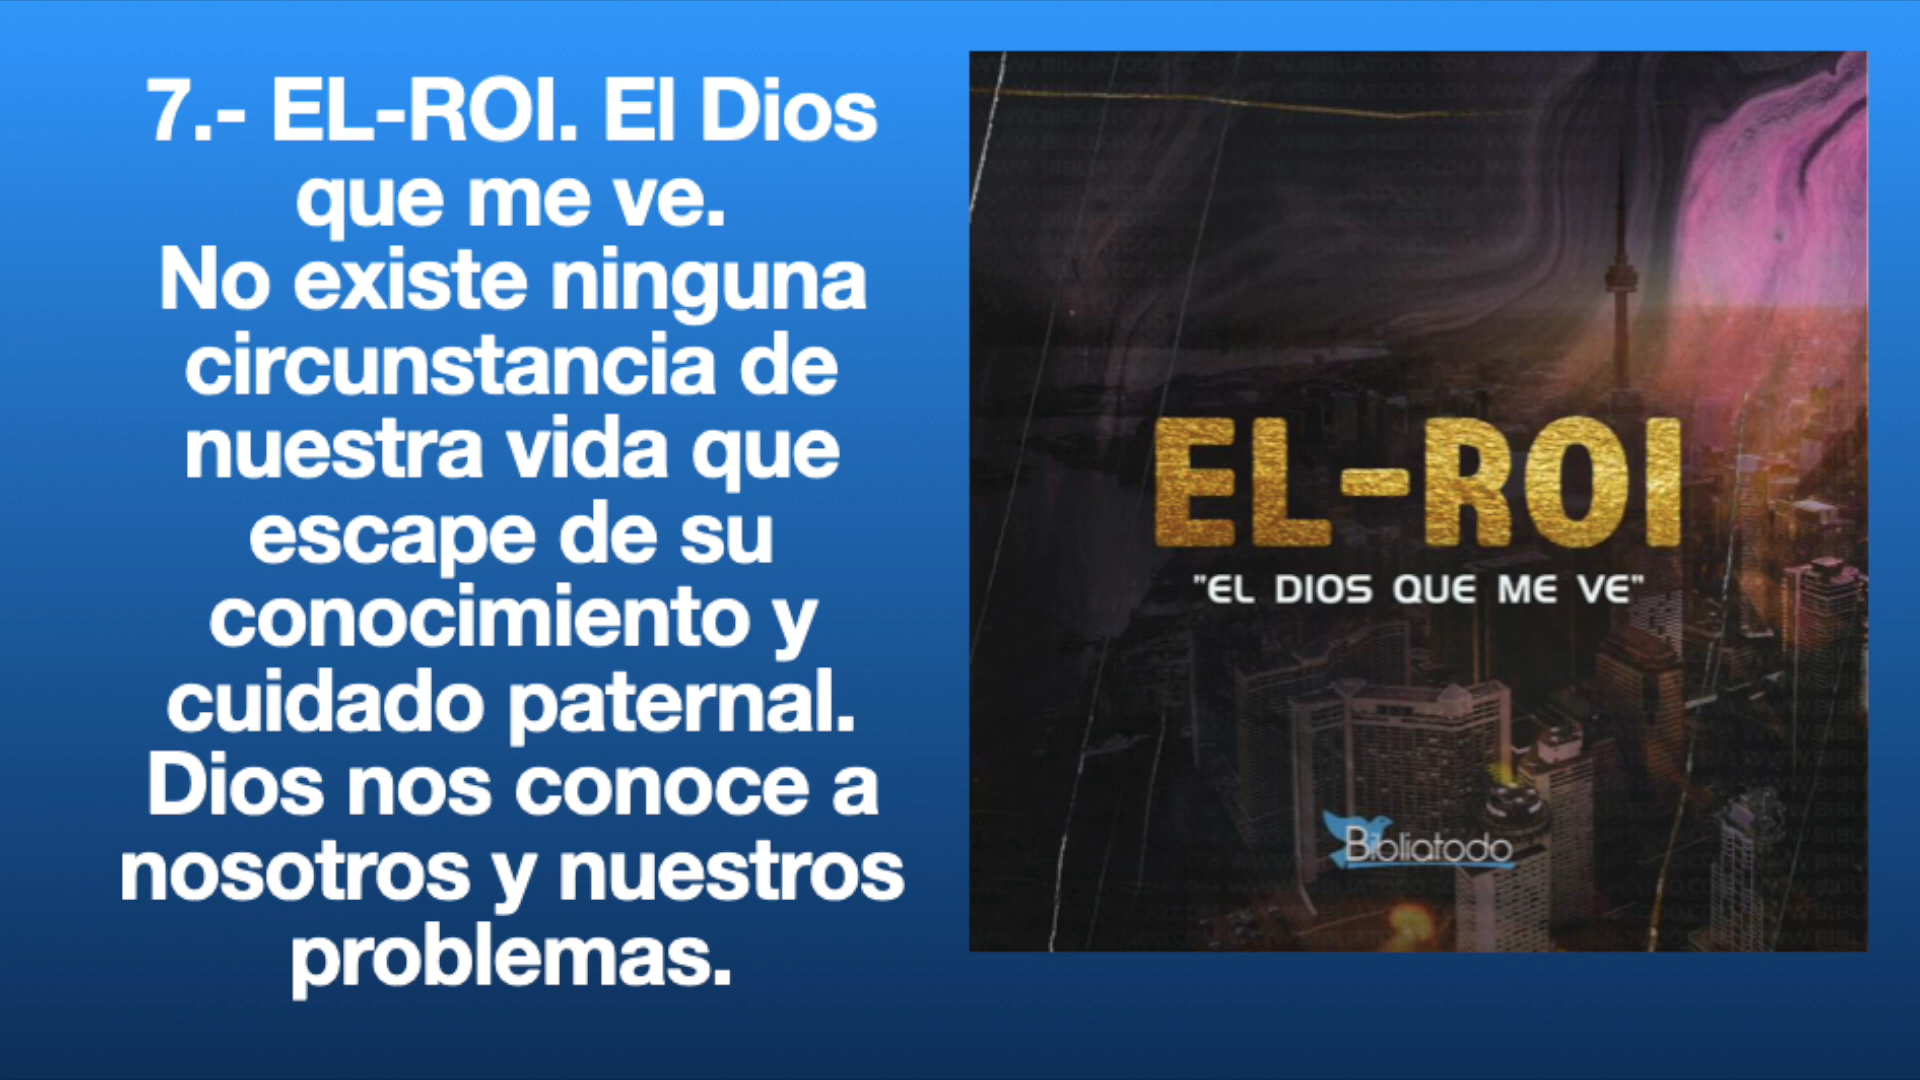 7.- EL-ROI. El Dios
que me ve.
No existe ninguna
circunstancia de
nuestra vida que
escape de su
conocimiento y
cuidado paternal.
Dios nos conoce a
nosotros y nuestros
problemas.
EL-ROI
"EL DIOS QUE ME VE"
Bibliatodo